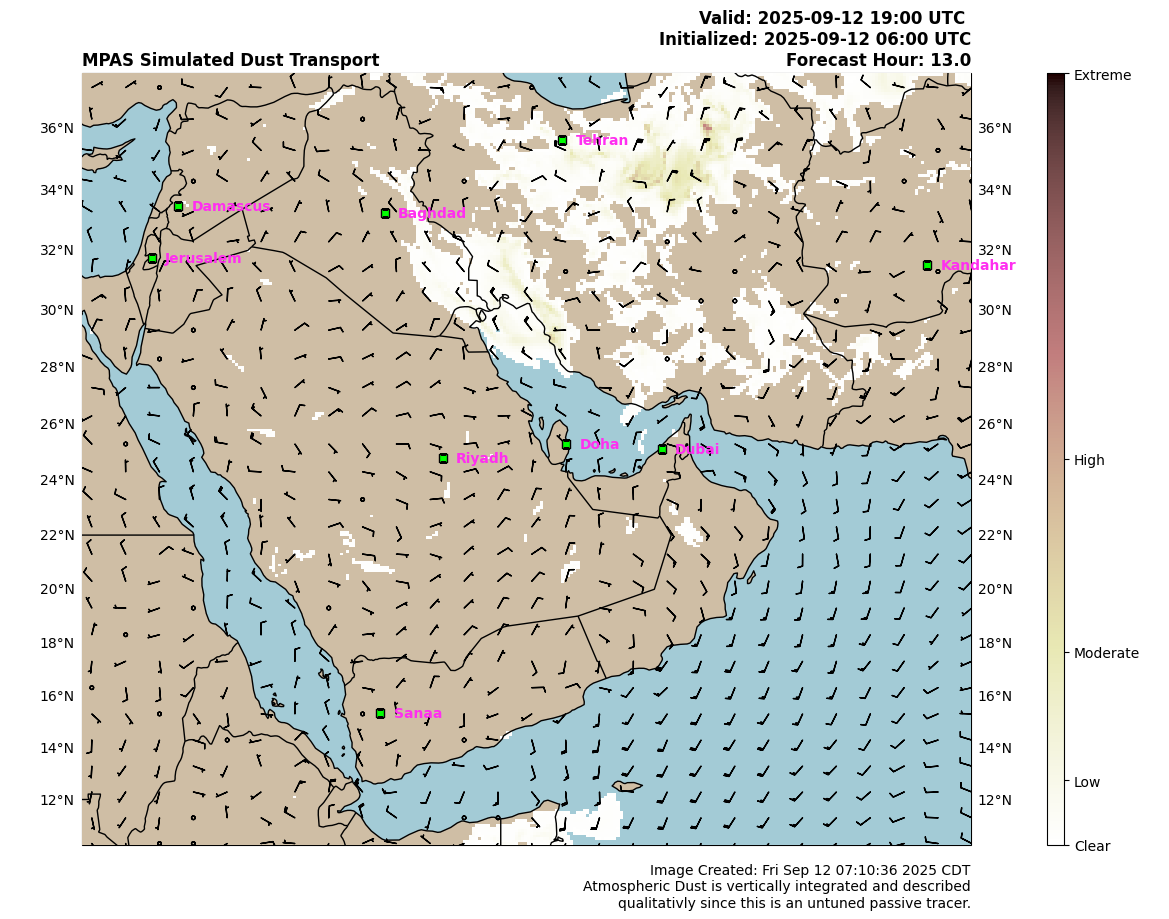 Valid: 2025-09-12 19:00 UTC
Initialized: 2025-09-12 06:00 UTC
MPAS Simulated Dust Transport
Forecast Hour: 13.0
Extreme
36°N
36°N
Tehran
34°N
34°N
Damascus
Baghdad
32°N
32°N
Jerusalem
Kandahar
30°N
30°N
28°N
28°N
26°N
26°N
Doha
Dubai
Riyadh
High
24°N
24°N
22°N
22°N
20°N
20°N
18°N
18°N
Moderate
16°N
16°N
Sanaa
14°N
14°N
Low
12°N
12°N
Clear
Image Created: Fri Sep 12 07:10:36 2025 CDT
Atmospheric Dust is vertically integrated and described
qualitativly since this is an untuned passive tracer.